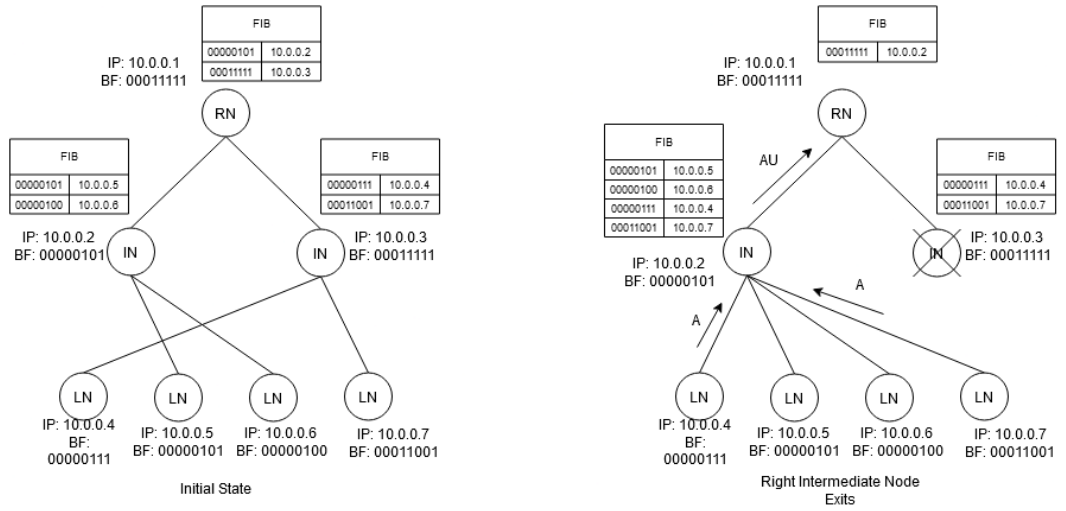 FIB
00000101 10.0.0.2
00011111 10.0.0.3
IP: 10.0.0.1
BF: 00011111
RN
FIB
00000101 10.0.0.5
00000100 10.0.0.6
FIB
00000111 10.0.0.4
00011001 10.0.0.7
IP: 10.0.0.2
BF: 00000101
IN
IN
IP: 10.0.0.3
BF: 00011111
LN
LN
LN
LN
IP: 10.0.0.4
BF:
00000111
IP: 10.0.0.5
BF: 00000101
IP: 10.0.0.6
BF: 00000100
IP: 10.0.0.7
BF: 00011001
Initial State
FIB
00011111 10.0.0.2
IP: 10.0.0.1
BF: 00011111
RN
FIB
00000101 10.0.0.5
00000100 10.0.0.6
00000111 10.0.0.4
00011001 10.0.0.7
AU
FIB
00000111 10.0.0.4
00011001 10.0.0.7
IP: 10.0.0.2
BF: 00000101
IN
IN
IP: 10.0.0.3
BF: 00011111
A
A
LN
LN
LN
LN
IP: 10.0.0.4
BF:
00000111
IP: 10.0.0.5
BF: 00000101
IP: 10.0.0.6
BF: 00000100
IP: 10.0.0.7
BF: 00011001
Right Intermediate Node
Exits